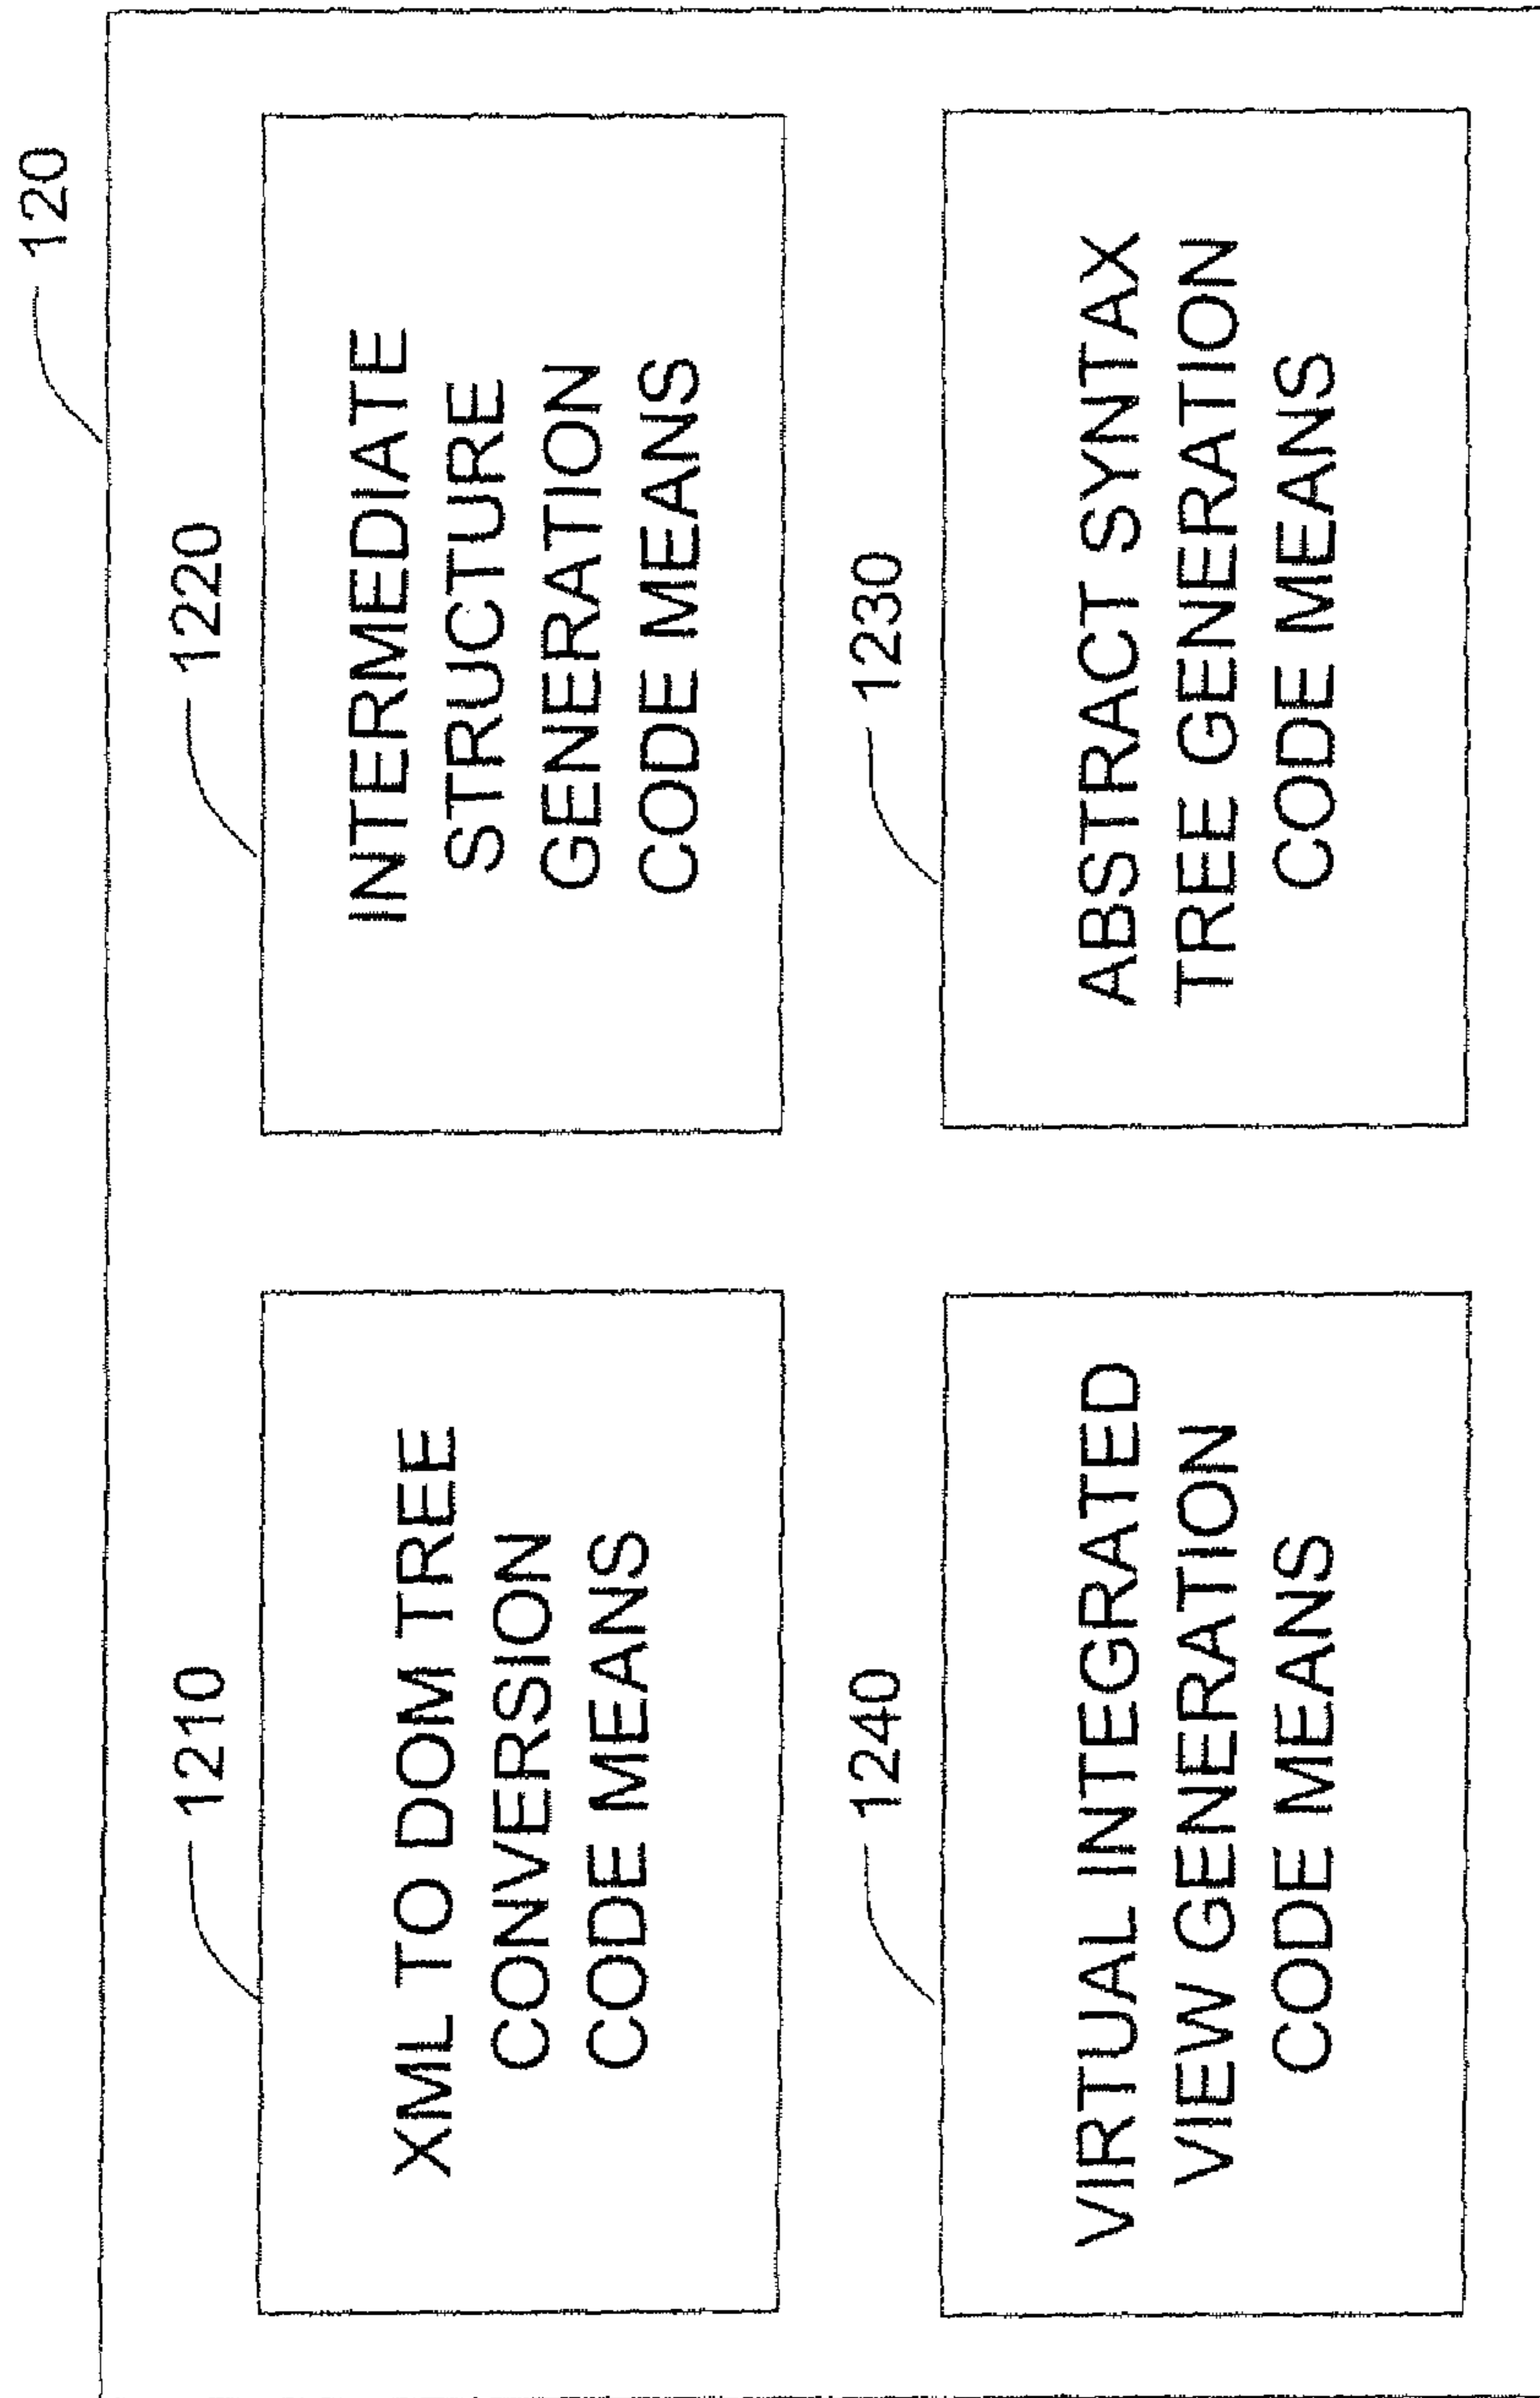 120
1210
XML TO DOM TREE
CONVERSION
CODE MEANS
1220
INTERMEDIATE
STRUCTURE
GENERATION
CODE MEANS
1240
VIRTUAL INTEGRATED
VIEW GENERATION
CODE MEANS
1230
ABSTRACT SYNTAX
TREE GENERATION
CODE MEANS